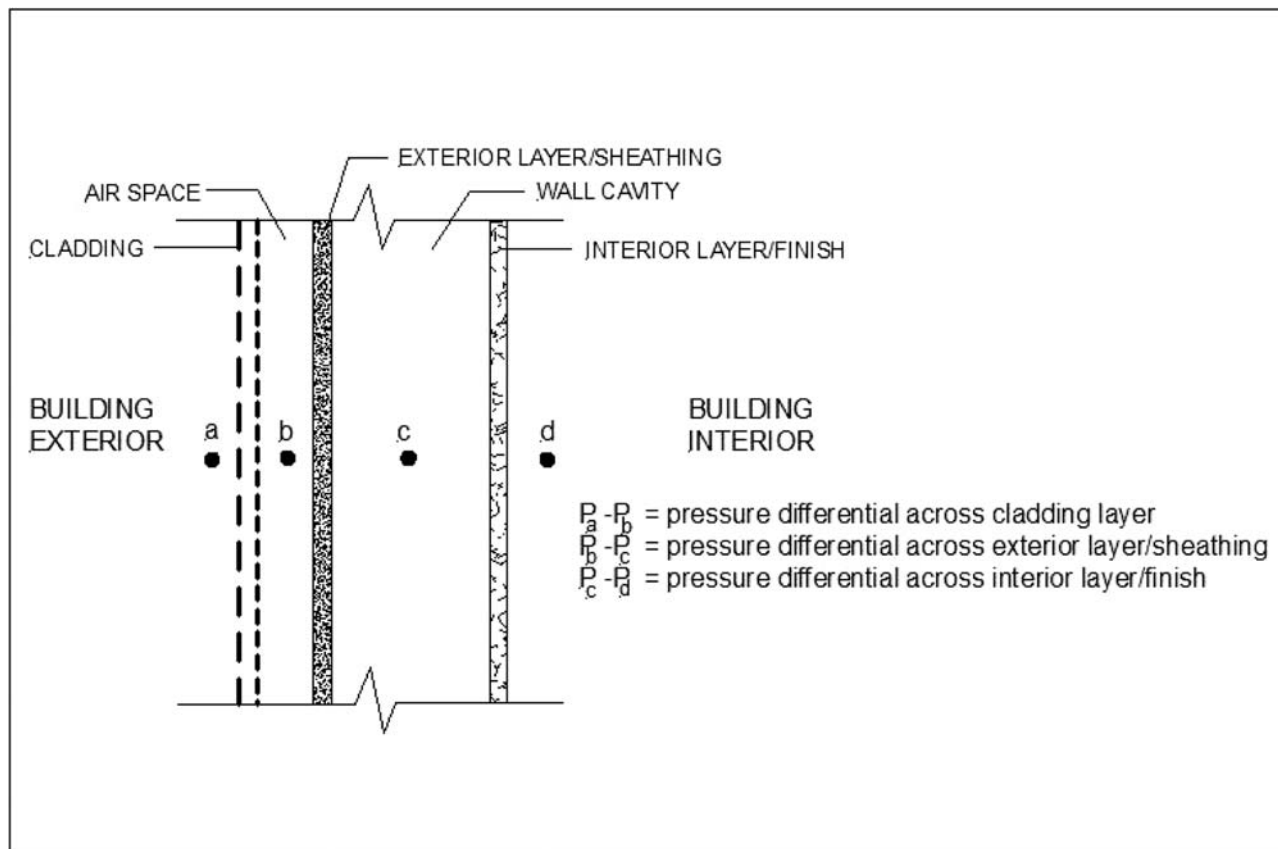 EXTERIOR LAYER/SHEATHING
AIR SPACE
WALL CAVITY
CLADDING
INTERIOR LAYER/FINISH
BUILDING
EXTERIOR
a
b
c
d
BUILDING
INTERIOR
Pa-Pb = pressure differential across cladding layer
Pb-Pc = pressure differential across exterior layer/sheathing
Pc-Pd = pressure differential across interior layer/finish